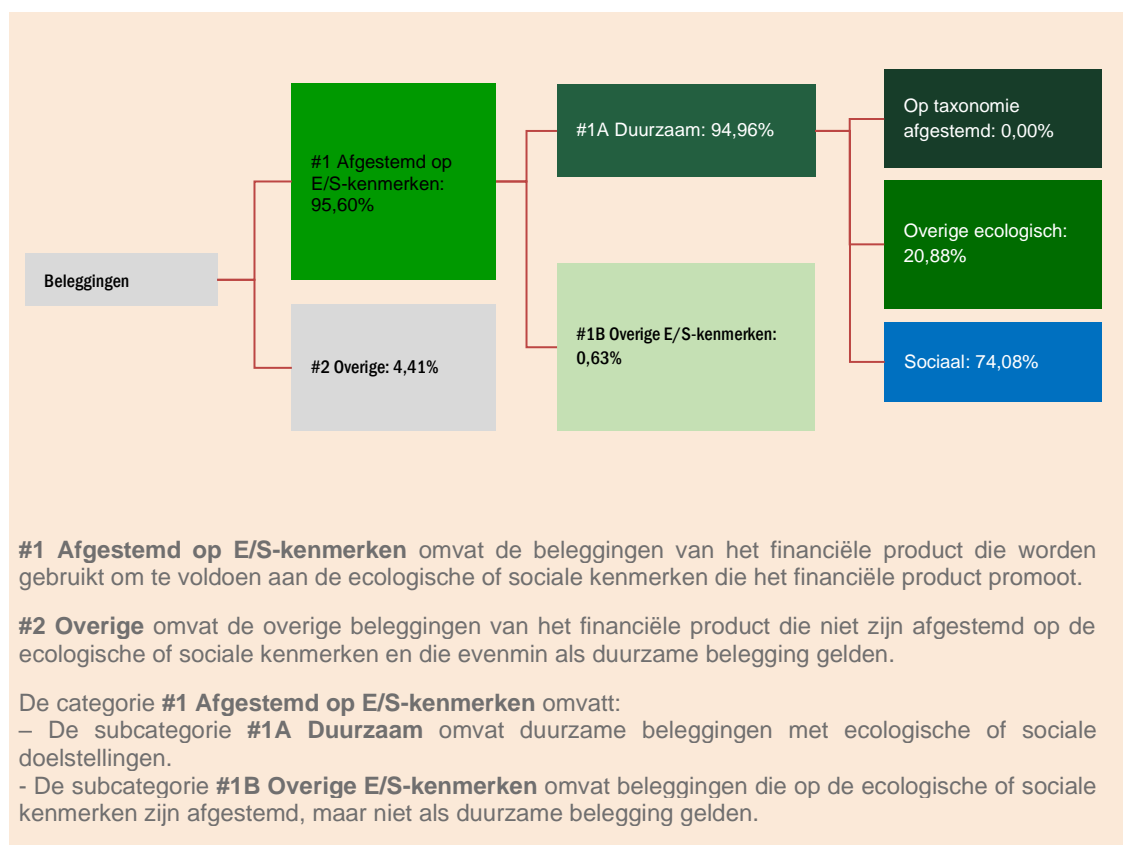 Beleggingen
#1 Afgestemd op
E/S-kenmerken:
95,60%
#2 Overige: 4,41%
#1A Duurzaam: 94,96%
#1B Overige E/S-kenmerken:
0,63%
Op taxonomie
afgestemd: 0,00%
Overige ecologisch:
20,88%
Sociaal: 74,08%
#1 Afgestemd op E/S-kenmerken omvat de beleggingen van het financiële product die worden
gebruikt om te voldoen aan de ecologische of sociale kenmerken die het financiële product promoot.
#2 Overige omvat de overige beleggingen van het financiële product die niet zijn afgestemd op de
ecologische of sociale kenmerken en die evenmin als duurzame belegging gelden.
De categorie #1 Afgestemd op E/S-kenmerken omvatt:
– De subcategorie #1A Duurzaam omvat duurzame beleggingen met ecologische of sociale
doelstellingen.
- De subcategorie #1B Overige E/S-kenmerken omvat beleggingen die op de ecologische of sociale
kenmerken zijn afgestemd, maar niet als duurzame belegging gelden.